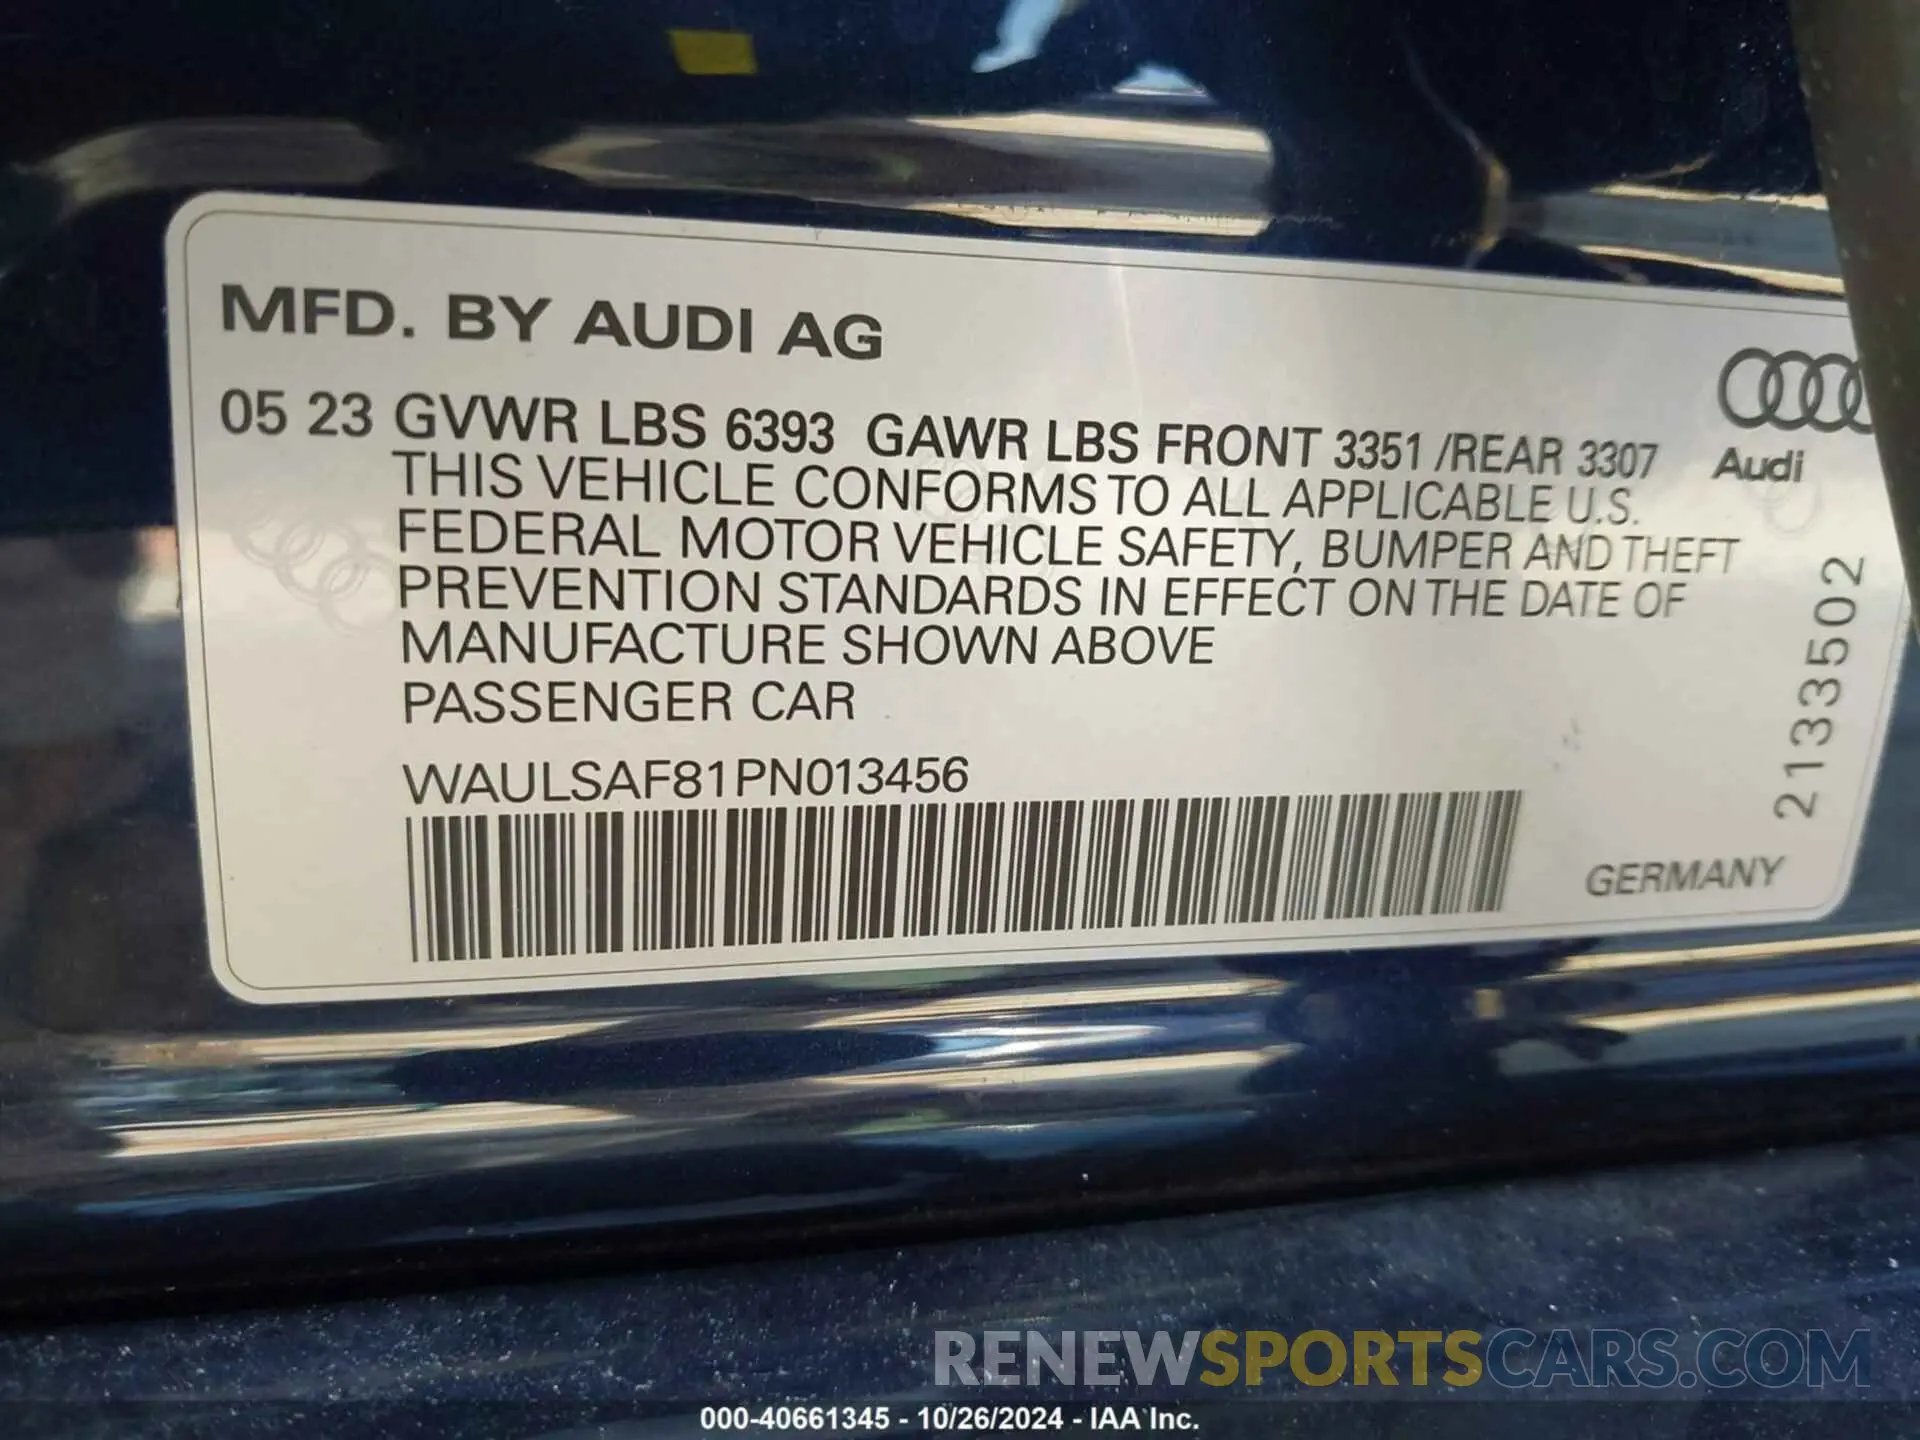 MFD. BY AUDI AG
05 23 GVWR LBS 6393 GAWR LBS FRONT 3351 /REAR 3307
THIS VEHICLE CONFORMS TO ALL APPLICABLE U.S.
FEDERAL MOTOR VEHICLE SAFETY, BUMPER AND THEFT
PREVENTION STANDARDS IN EFFECT ON THE DATE OF
MANUFACTURE SHOWN ABOVE
PASSENGER CAR
WAULSAF81PN013456
Audi
2133502
GERMANY
RENEWSPORTSCARS.COM
000-40661345 - 10/26/2024 - IAA Inc.